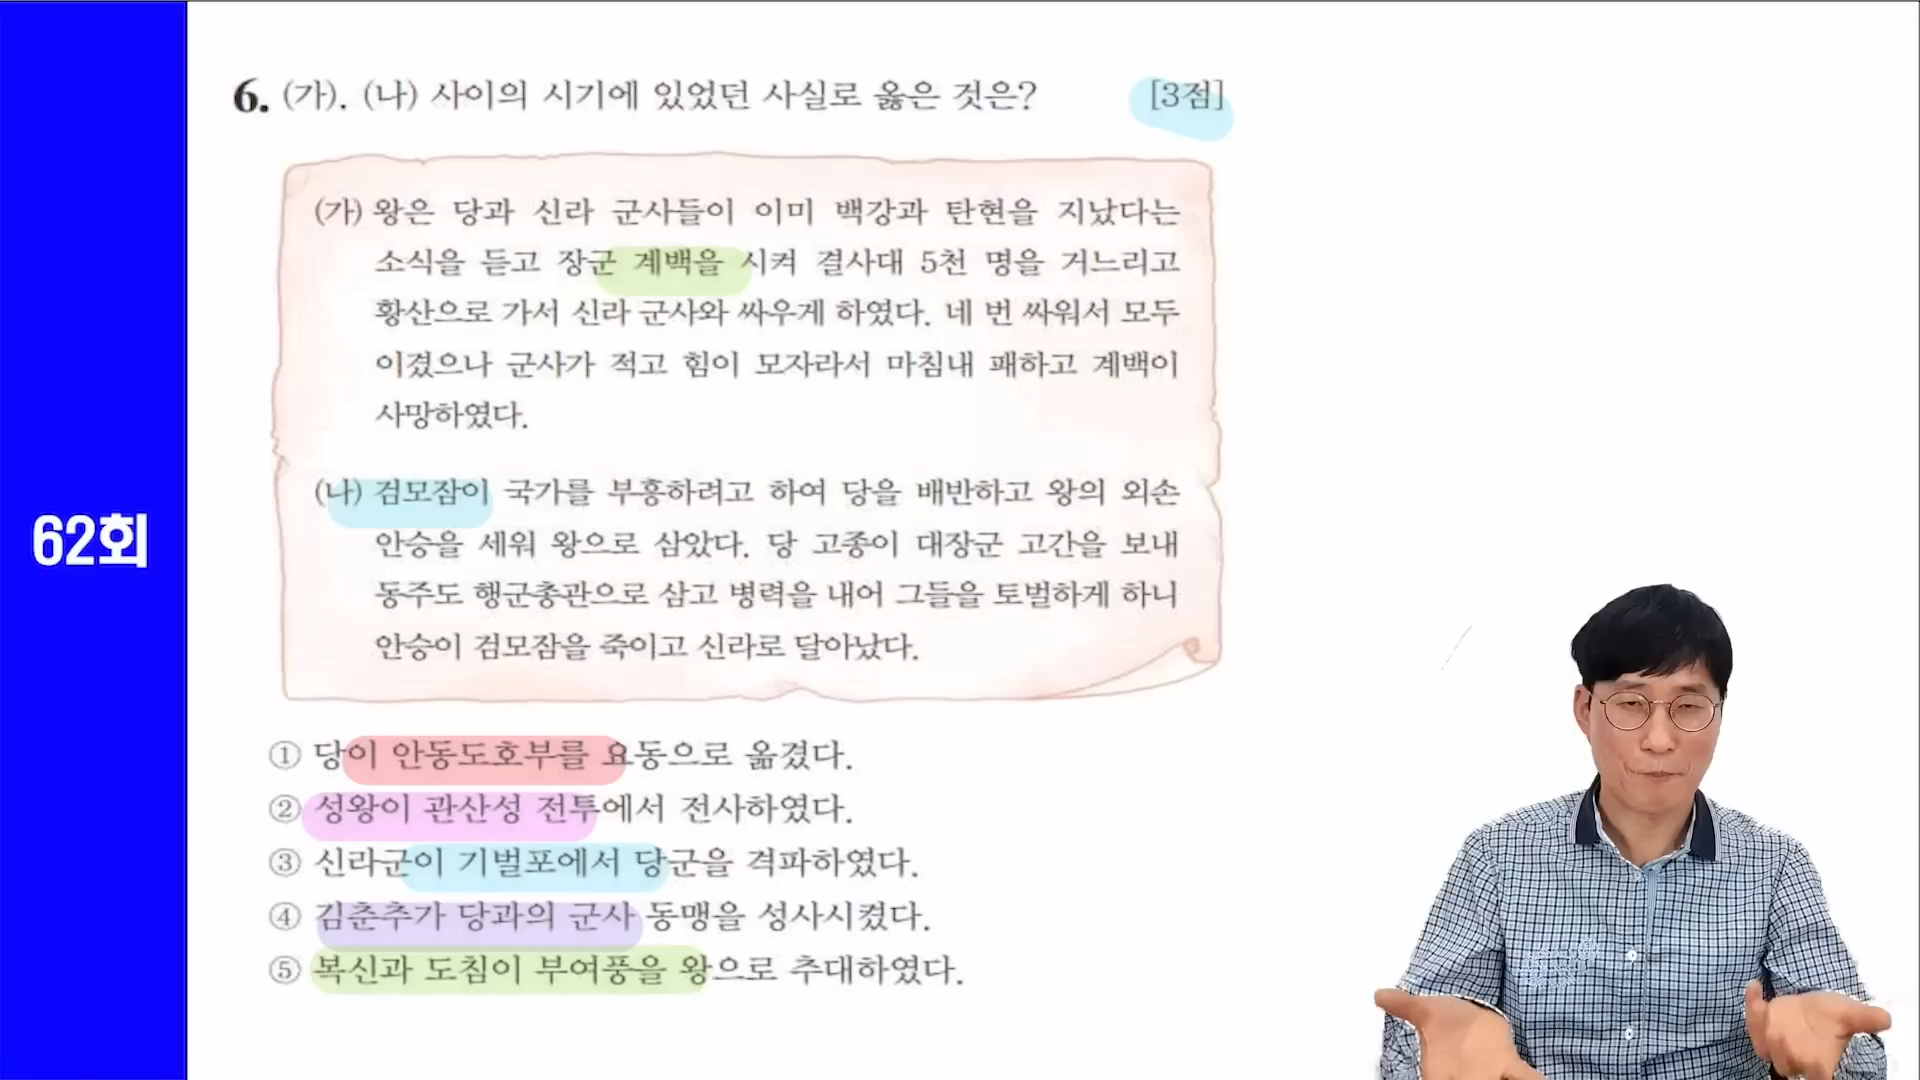 62회
6. (가). (나) 사이의 시기에 있었던 사실로 옳은 것은? [3점]
(가) 왕은 당과 신라 군사들이 이미 백강과 탄현을 지났다는
소식을 듣고 장군 계백을 시켜 결사대 5천 명을 거느리고
황산으로 가서 신라 군사와 싸우게 하였다. 네 번 싸워서 모두
이겼으나 군사가 적고 힘이 모자라서 마침내 패하고 계백이
사망하였다.
(나) 검모잠이 국가를 부흥하려고 하여 당을 배반하고 왕의 외손
안승을 세워 왕으로 삼았다. 당 고종이 대장군 고간을 보내
동주도 행군총관으로 삼고 병력을 내어 그들을 토벌하게 하니
안승이 검모잠을 죽이고 신라로 달아났다.
① 당이 안동도호부를 요동으로 옮겼다.
② 성왕이 관산성 전투에서 전사하였다.
③ 신라군이 기벌포에서 당군을 격파하였다.
④ 김춘추가 당과의 군사 동맹을 성사시켰다.
⑤ 복신과 도침이 부여풍을 왕으로 추대하였다.